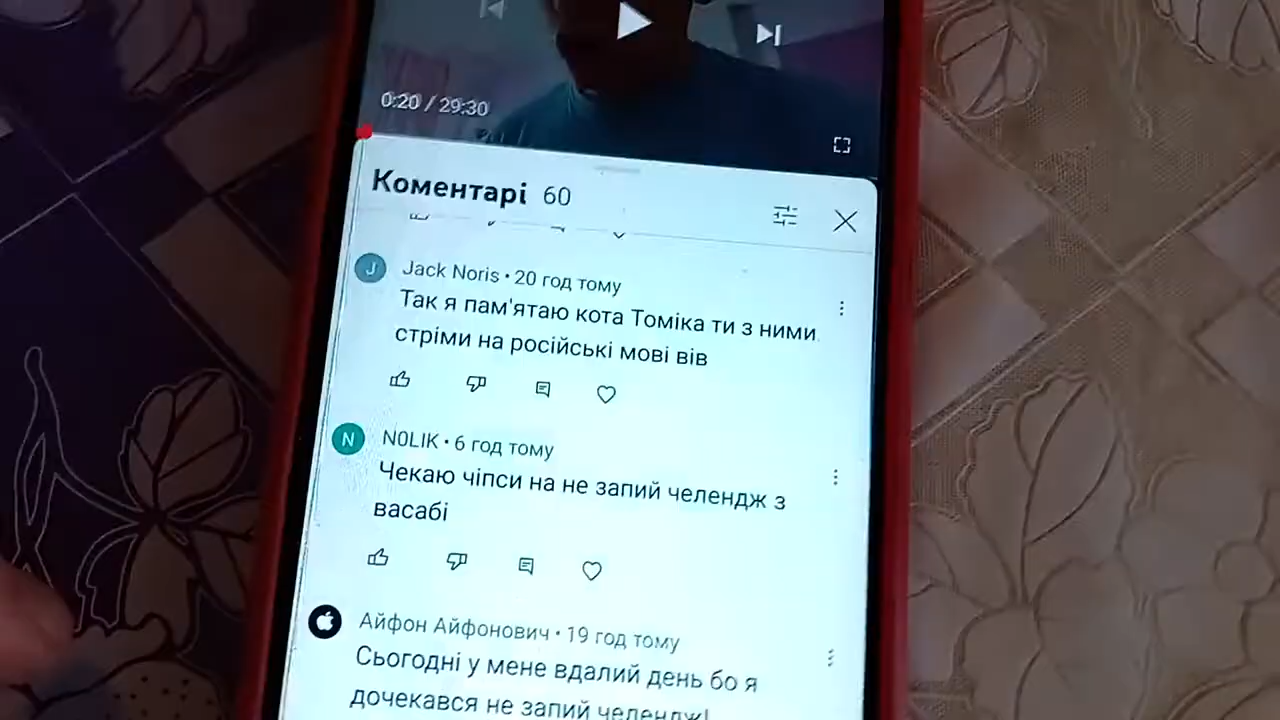 0:20 / 29:30
Коментарі 60
J
Jack Noris • 20 год тому
Так я пам'ятаю кота Томіка ти з ними
стріми на російські мові вів
N
N0LIK • 6 год тому
Чекаю чіпси на не запий челендж з
васабі
Айфон Айфонович • 19 год тому
Сьогодні у мене вдалий день бо я
дочекався не запий челендж!